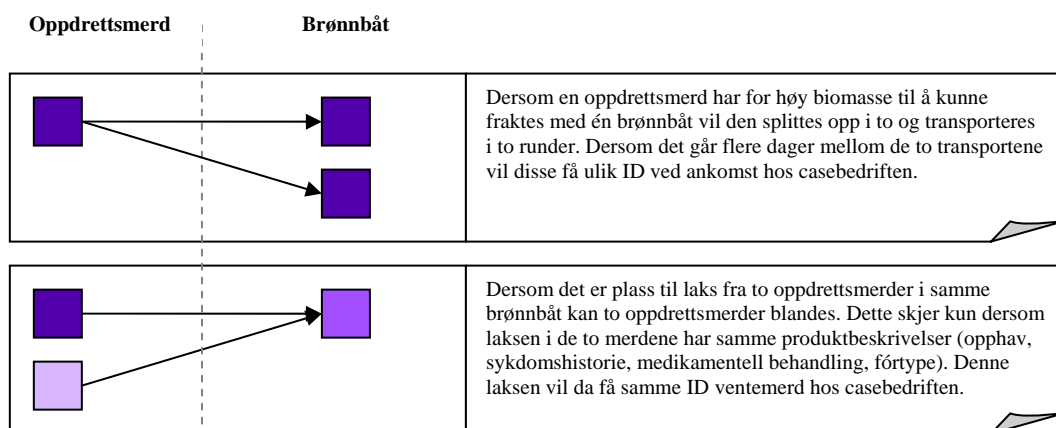 Oppdrettsmerd Brønnbåt
Dersom en oppdrettsmerd har for høy biomasse til å kunne
fraktes med én brønnbåt vil den splittes opp i to og transporteres
i to runder. Dersom det går flere dager mellom de to transportene
vil disse få ulik ID ved ankomst hos casebedriften.
Dersom det er plass til laks fra to oppdrettsmerder i samme
brønnbåt kan to oppdrettsmerder blandes. Dette skjer kun dersom
laksen i de to merdene har samme produktbeskrivelser (opphav,
sykdomshistorie, medikamentell behandling, fórtype). Denne
laksen vil da få samme ID ventemerd hos casebedriften.